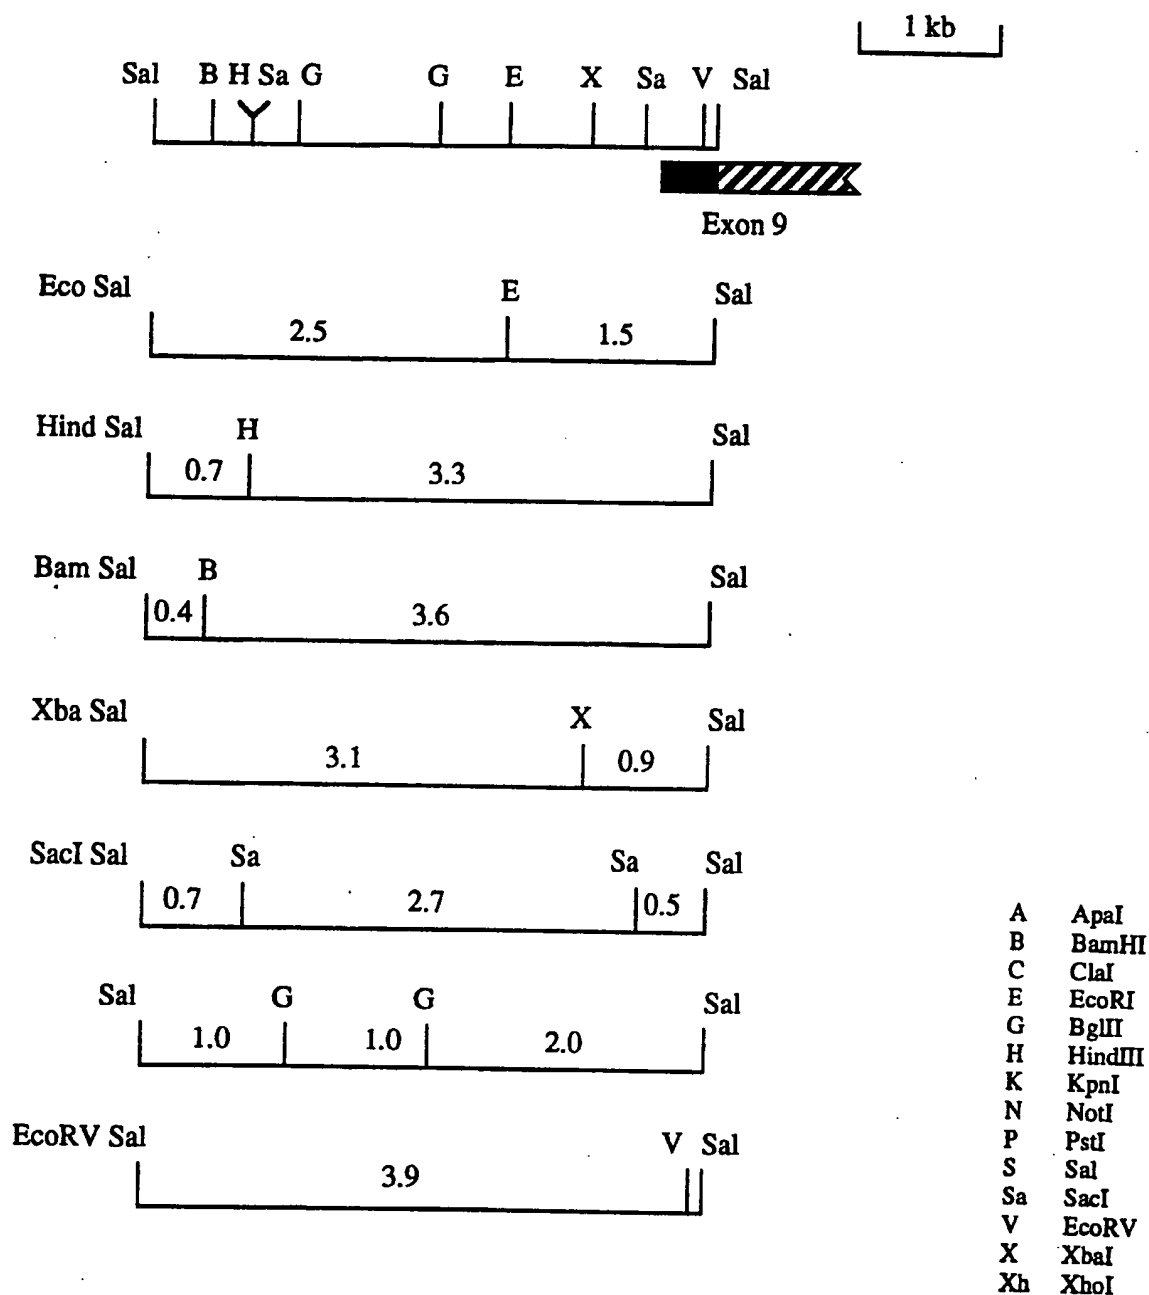 1 kb
Sal B H Sa G G E X Sa V Sal
Exon 9
Eco Sal E Sal
2.5 1.5
Hind Sal H Sal
0.7 3.3
Bam Sal B Sal
0.4 3.6
Xba Sal X Sal
3.1 0.9
SacI Sal Sa Sa Sal
0.7 2.7 0.5
Sal G G Sal
1.0 1.0 2.0
EcoRV Sal V Sal
3.9
A ApaI
B BamHI
C ClaI
E EcoRI
G BglII
H HindIII
K KpnI
N NotI
P PstI
S Sal
Sa SacI
V EcoRV
X XbaI
Xh XhoI